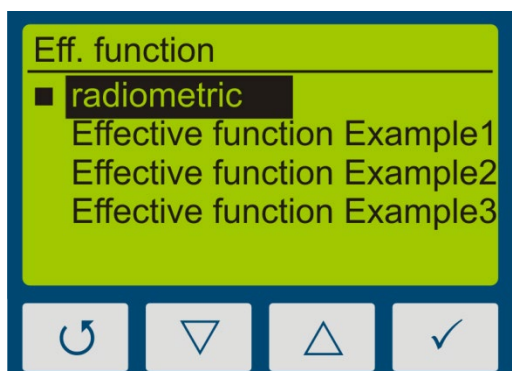 Eff. function
radiometric
Effective function Example1
Effective function Example2
Effective function Example3